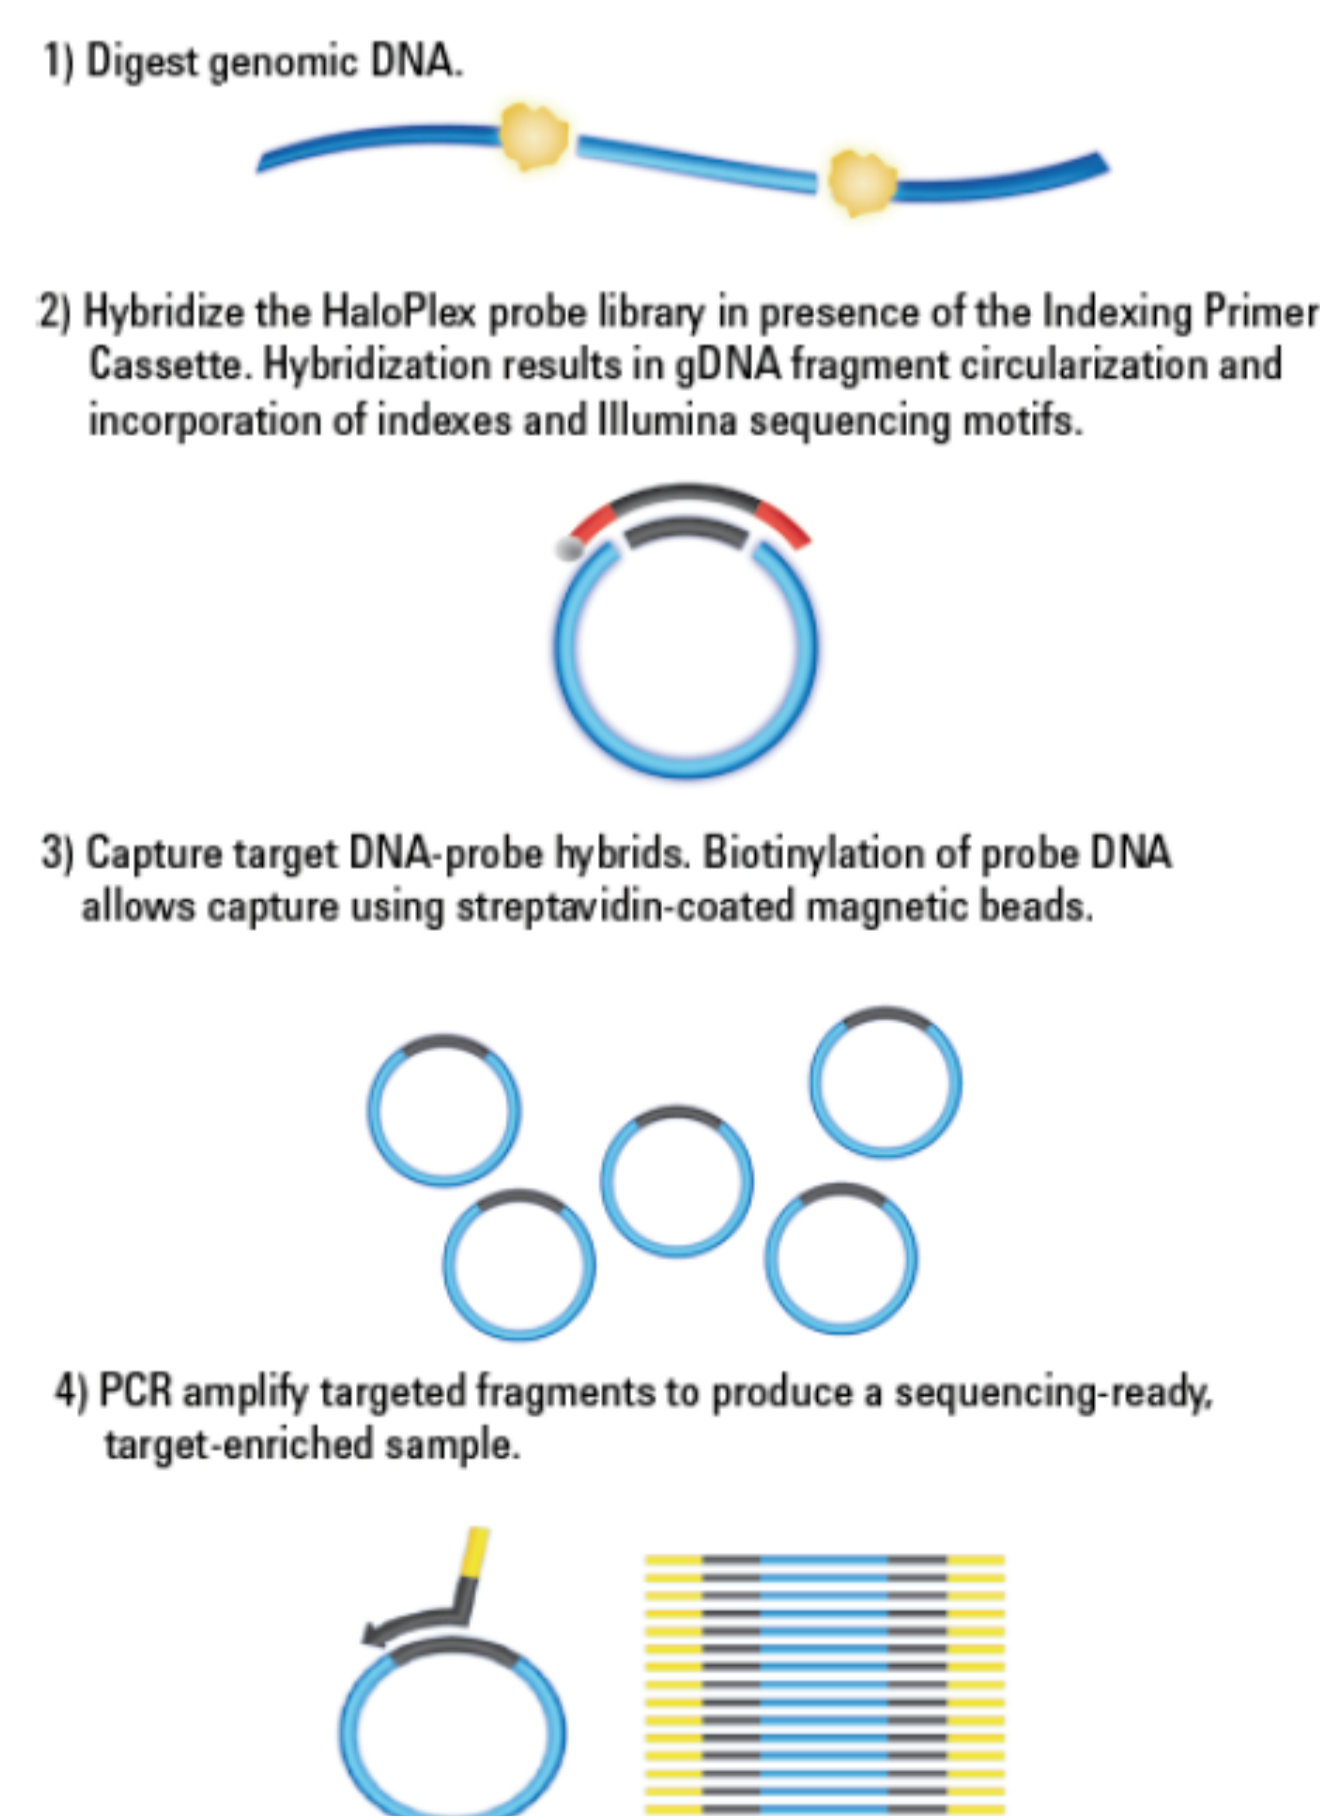 1) Digest genomic DNA.
2) Hybridize the HaloPlex probe library in presence of the Indexing Primer
Cassette. Hybridization results in gDNA fragment circularization and
incorporation of indexes and Illumina sequencing motifs.
3) Capture target DNA-probe hybrids. Biotinylation of probe DNA
allows capture using streptavidin-coated magnetic beads.
4) PCR amplify targeted fragments to produce a sequencing-ready,
target-enriched sample.